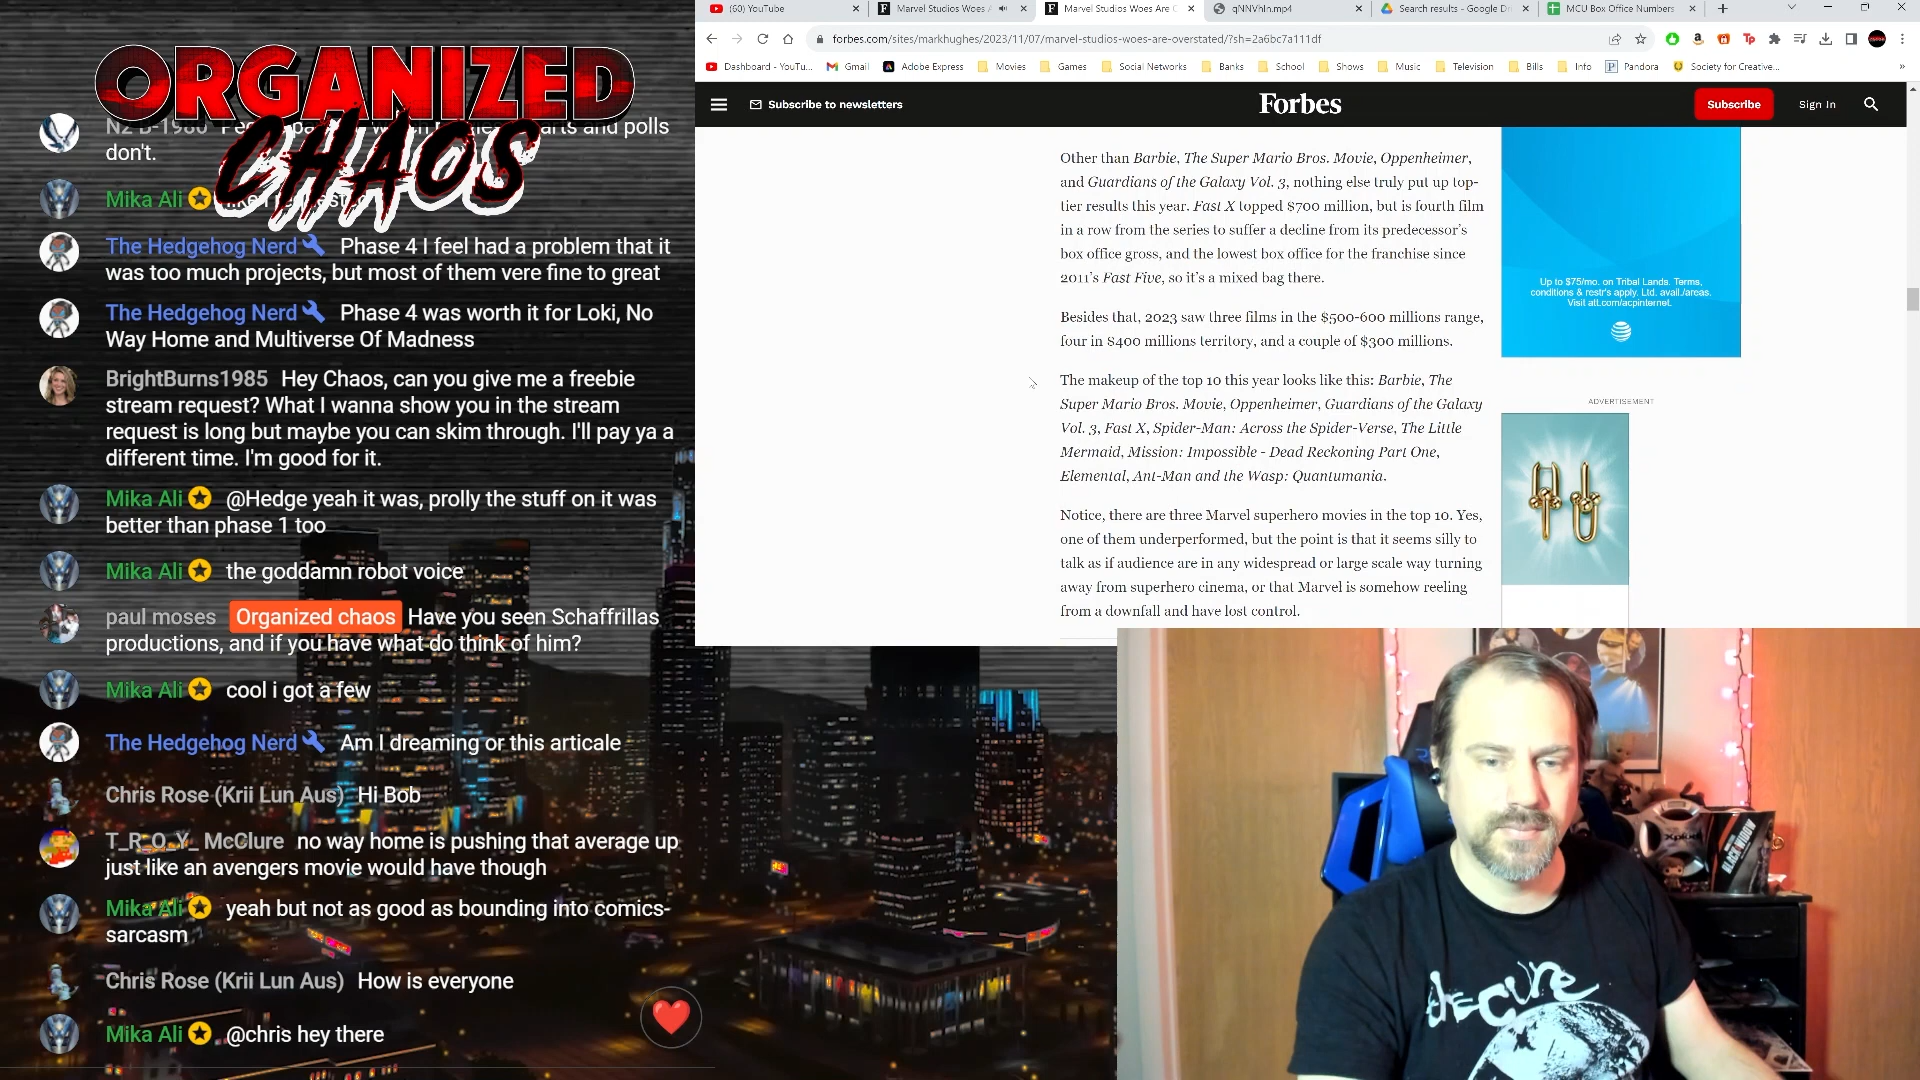 ORGANIZED
CHAOS
and polls
don't.
Mika Ali
The Hedgehog Nerd Phase 4 I feel had a problem that it
was too much projects, but most of them vere fine to great
The Hedgehog Nerd Phase 4 was worth it for Loki, No
Way Home and Multiverse Of Madness
BrightBurns1985 Hey Chaos, can you give me a freebie
stream request? What I wanna show you in the stream
request is long but maybe you can skim through. I'll pay ya a
different time. I'm good for it.
Mika Ali @Hedge yeah it was, prolly the stuff on it was
better than phase 1 too
Mika Ali the goddamn robot voice
paul moses Organized chaos Have you seen Schaffrillas
productions, and if you have what do think of him?
Mika Ali cool i got a few
The Hedgehog Nerd Am I dreaming or this articale
Chris Rose (Krii Lun Aus) Hi Bob
T_R_O_Y_ McClure no way home is pushing that average up
just like an avengers movie would have though
Mika Ali yeah but not as good as bounding into comics-
sarcasm
Chris Rose (Krii Lun Aus) How is everyone
Mika Ali @chris hey there
(60) YouTube
Marvel Studios Woes A
Marvel Studios Woes Are O
qNNVhIn.mp4
Search results - Google Dr
MCU Box Office Numbers
forbes.com/sites/markhughes/2023/11/07/marvel-studios-woes-are-overstated/?sh=2a6bc7a111df
Dashboard - YouTu... Gmail Adobe Express Movies Games Social Networks Banks School Shows Music Television Bills Info Pandora Society for Creative... »
Subscribe to newsletters
Forbes
Subscribe
Sign In
Other than Barbie, The Super Mario Bros. Movie, Oppenheimer,
and Guardians of the Galaxy Vol. 3, nothing else truly put up top-
tier results this year. Fast X topped $700 million, but is fourth film
in a row from the series to suffer a decline from its predecessor's
box office gross, and the lowest box office for the franchise since
2011's Fast Five, so it's a mixed bag there.
Besides that, 2023 saw three films in the $500-600 millions range,
four in $400 millions territory, and a couple of $300 millions.
The makeup of the top 10 this year looks like this: Barbie, The
Super Mario Bros. Movie, Oppenheimer, Guardians of the Galaxy
Vol. 3, Fast X, Spider-Man: Across the Spider-Verse, The Little
Mermaid, Mission: Impossible - Dead Reckoning Part One,
Elemental, Ant-Man and the Wasp: Quantumania.
Notice, there are three Marvel superhero movies in the top 10. Yes,
one of them underperformed, but the point is that it seems silly to
talk as if audience are in any widespread or large scale way turning
away from superhero cinema, or that Marvel is somehow reeling
from a downfall and have lost control.
Up to $75/mo. on Tribal Lands. Terms,
conditions & restr's apply. Ltd. avail./areas.
Visit att.com/acpinternet.
ADVERTISEMENT
Xplod
BLACK WIDOW
THE CURE